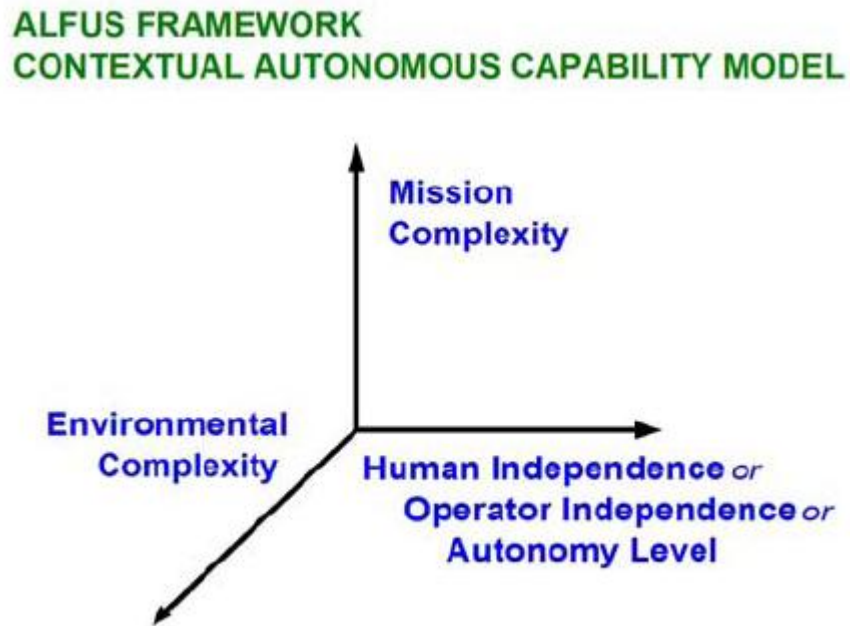 ALFUS FRAMEWORK
CONTEXTUAL AUTONOMOUS CAPABILITY MODEL
Mission
Complexity
Environmental
Complexity
Human Independence or
Operator Independence or
Autonomy Level